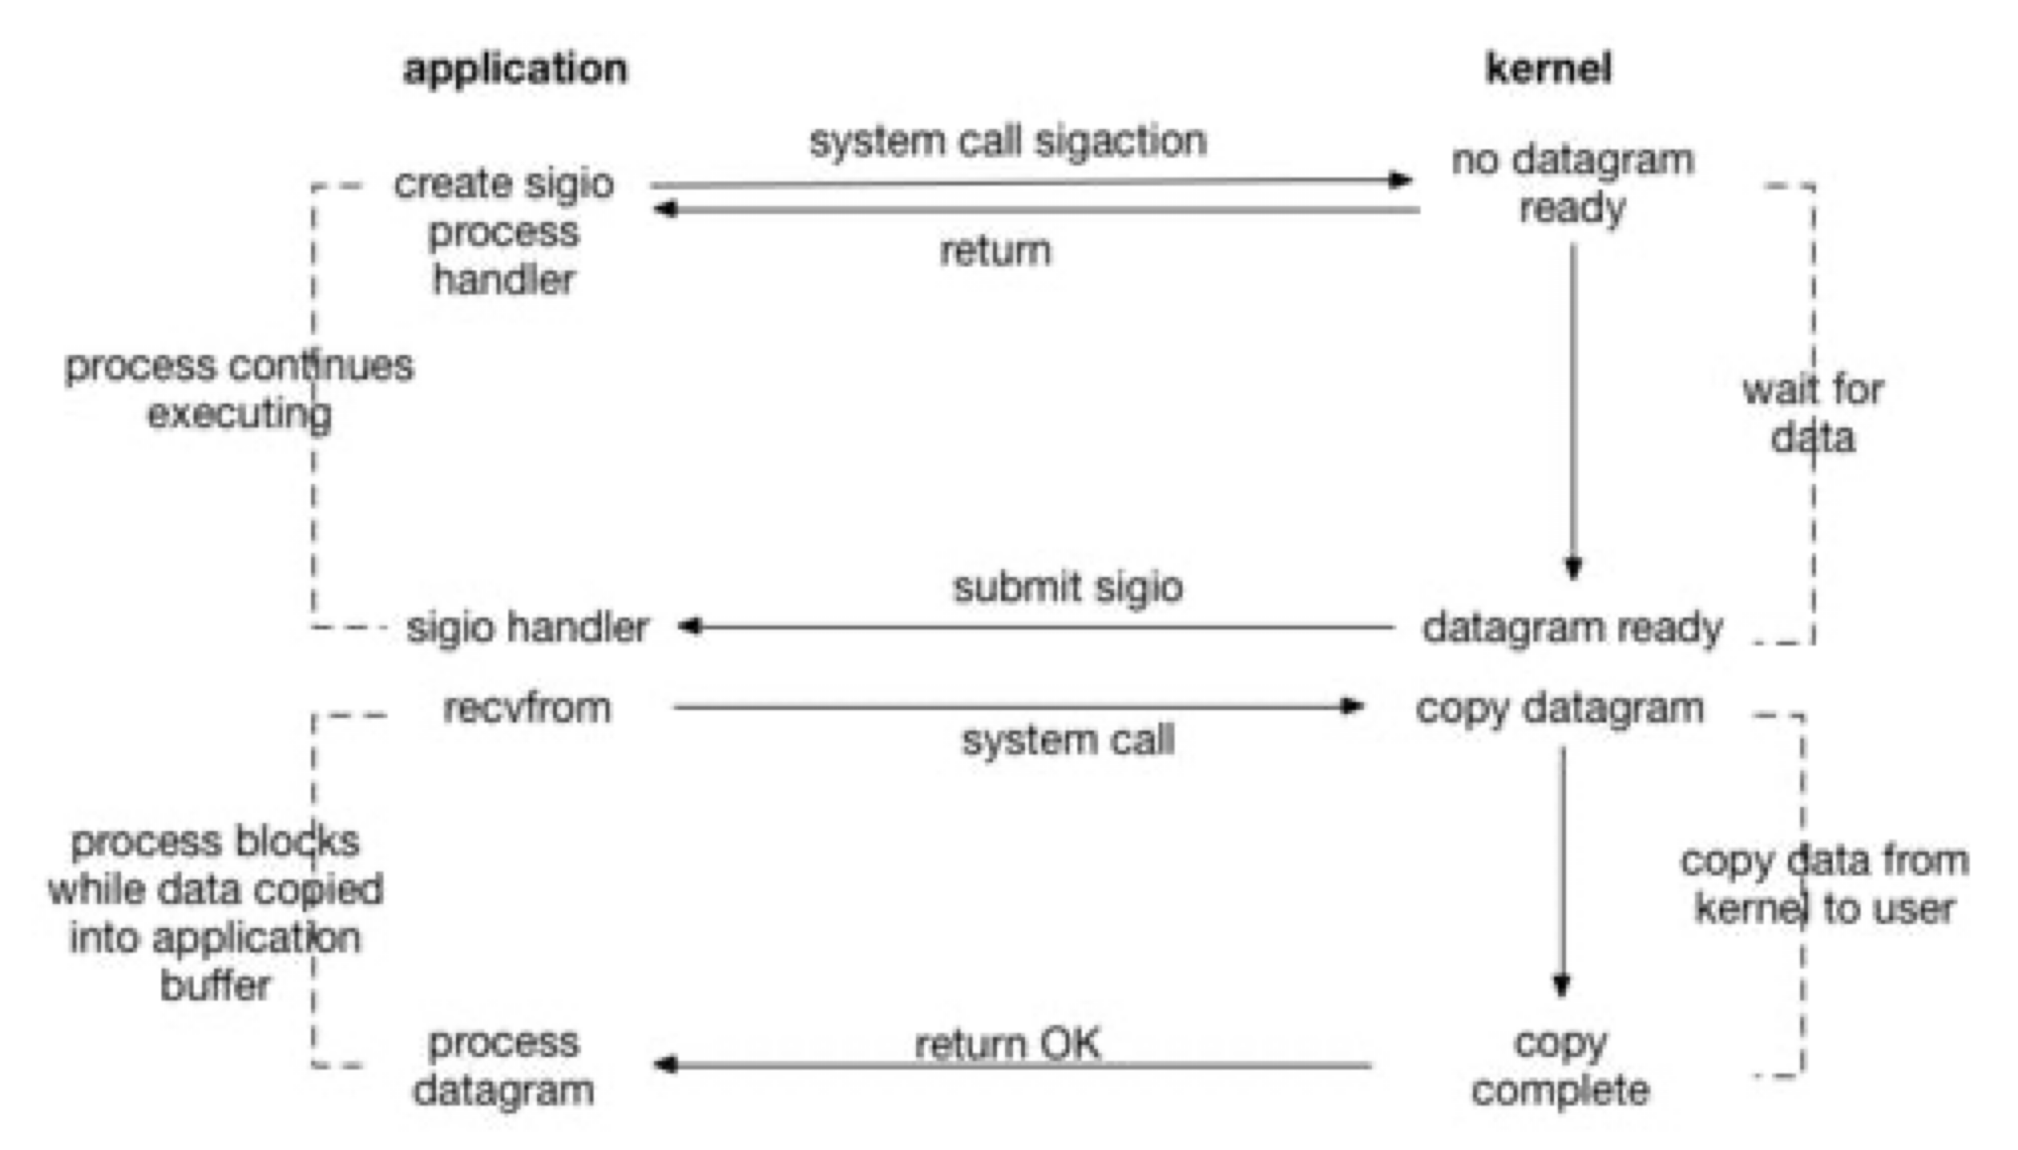 application
kernel
system call sigaction
no datagram
ready
create sigio
process
handler
return
process continues
executing
wait for
data
submit sigio
sigio handler
datagram ready
recvfrom
copy datagram
system call
process blocks
while data copied
into application
buffer
copy data from
kernel to user
process
datagram
return OK
copy
complete